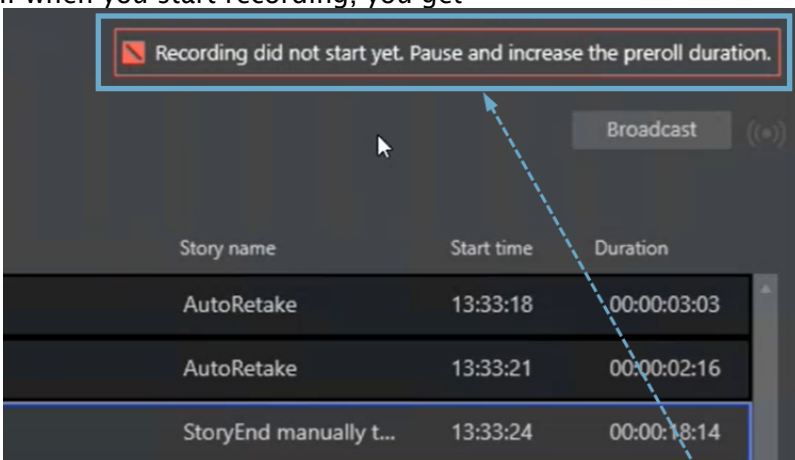 when you start recording, you get
Recording did not start yet. Pause and increase the preroll duration.
Broadcast
Story name Start time Duration
AutoRetake 13:33:18 00:00:03:03
AutoRetake 13:33:21 00:00:02:16
StoryEnd manually t... 13:33:24 00:00:18:14